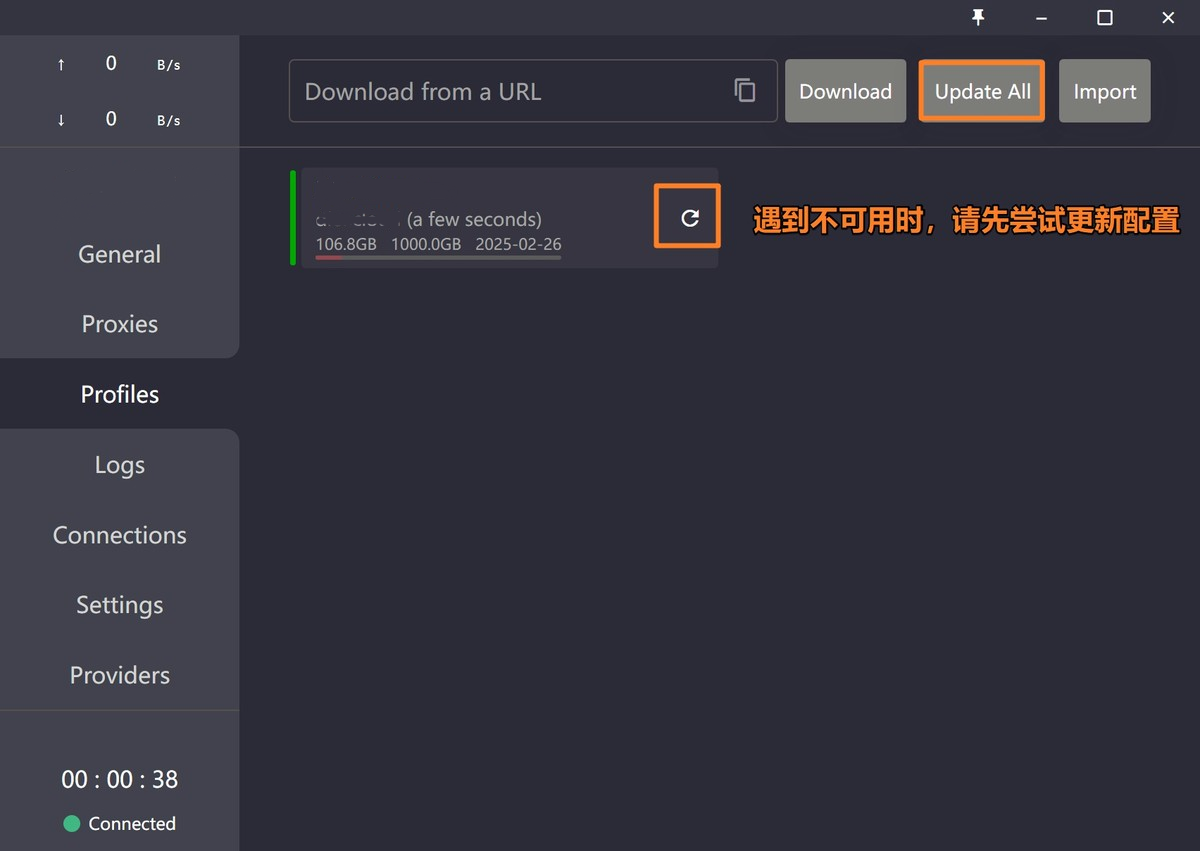 ↑ 0 B/s
↓ 0 B/s
Download from a URL
Download
Update All
Import
(a few seconds)
106.8GB 1000.0GB 2025-02-26
遇到不可用时，请先尝试更新配置
General
Proxies
Profiles
Logs
Connections
Settings
Providers
00 : 00 : 38
Connected